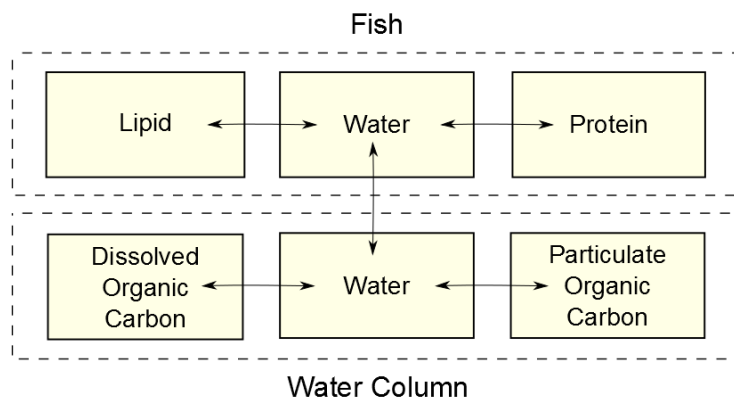 Fish
Lipid
Water
Protein
Dissolved
Organic
Carbon
Water
Particulate
Organic
Carbon
Water Column